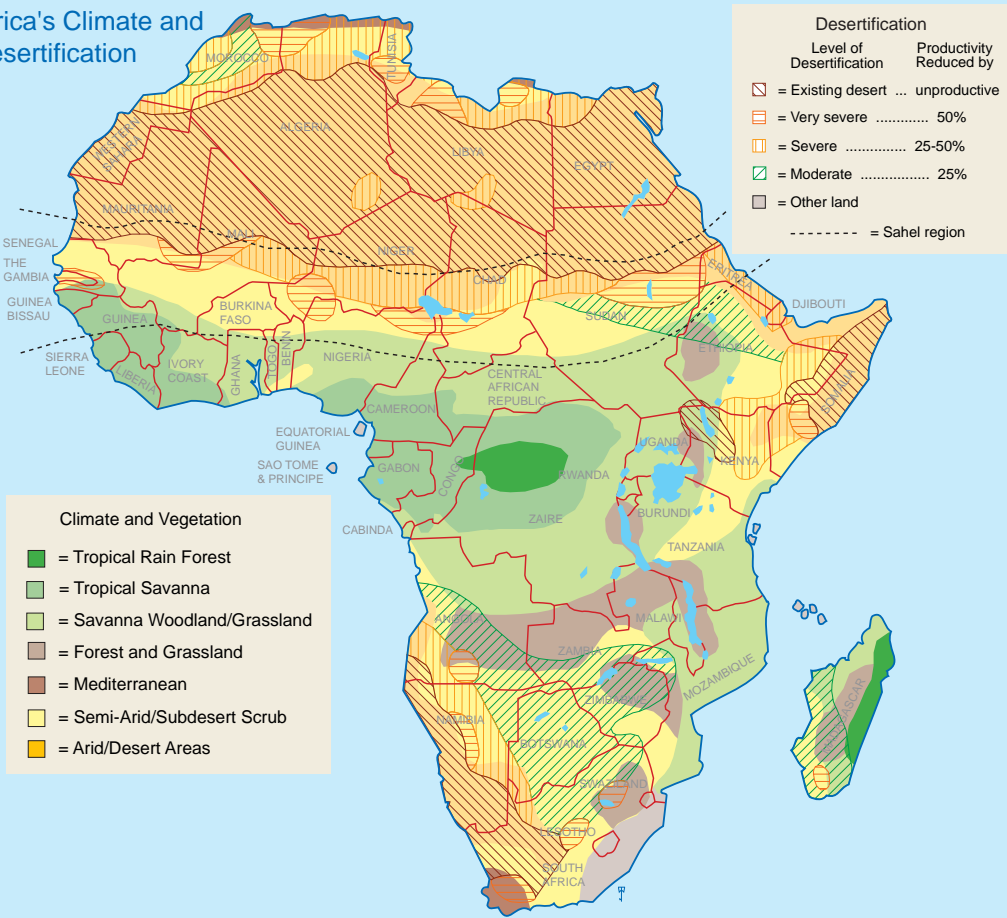 rica's Climate and
esertification
Desertification
Level of Desertification
Productivity Reduced by
= Existing desert ... unproductive
= Very severe ............. 50%
= Severe ............... 25-50%
= Moderate ................. 25%
= Other land
= Sahel region
MOROCCO
TUNISIA
WESTERN SAHARA
ALGERIA
LIBYA
EGYPT
MAURITANIA
MALI
NIGER
CHAD
SENEGAL
THE GAMBIA
GUINEA BISSAU
GUINEA
BURKINA FASO
SUDAN
ERITREA
DJIBOUTI
SIERRA LEONE
LIBERIA
IVORY COAST
GHANA
TOGO
BENIN
NIGERIA
ETHIOPIA
SOMALIA
CENTRAL AFRICAN REPUBLIC
CAMEROON
EQUATORIAL GUINEA
SAO TOME & PRINCIPE
GABON
CONGO
RWANDA
UGANDA
KENYA
CABINDA
ZAIRE
BURUNDI
TANZANIA
Climate and Vegetation
= Tropical Rain Forest
= Tropical Savanna
= Savanna Woodland/Grassland
= Forest and Grassland
= Mediterranean
= Semi-Arid/Subdesert Scrub
= Arid/Desert Areas
ANGOLA
ZAMBIA
MALAWI
MOZAMBIQUE
ZIMBABWE
MADAGASCAR
NAMIBIA
BOTSWANA
SWAZILAND
LESOTHO
SOUTH AFRICA